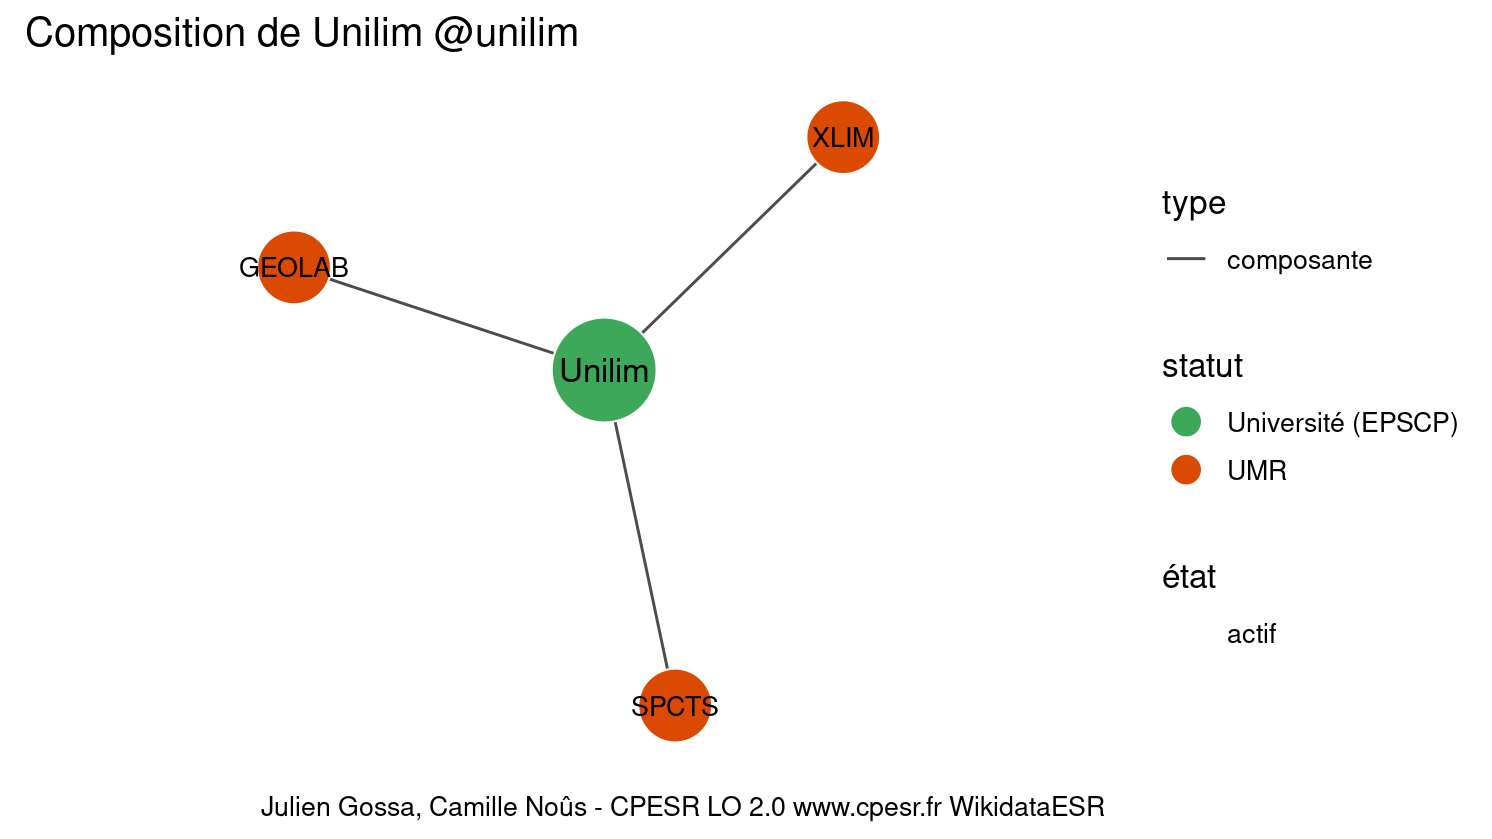 Composition de Unilim @unilim
XLIM
GEOLAB
Unilim
SPCTS
type
composante
statut
Université (EPSCP)
UMR
état
actif
Julien Gossa, Camille Noûs - CPESR LO 2.0 www.cpesr.fr WikidataESR